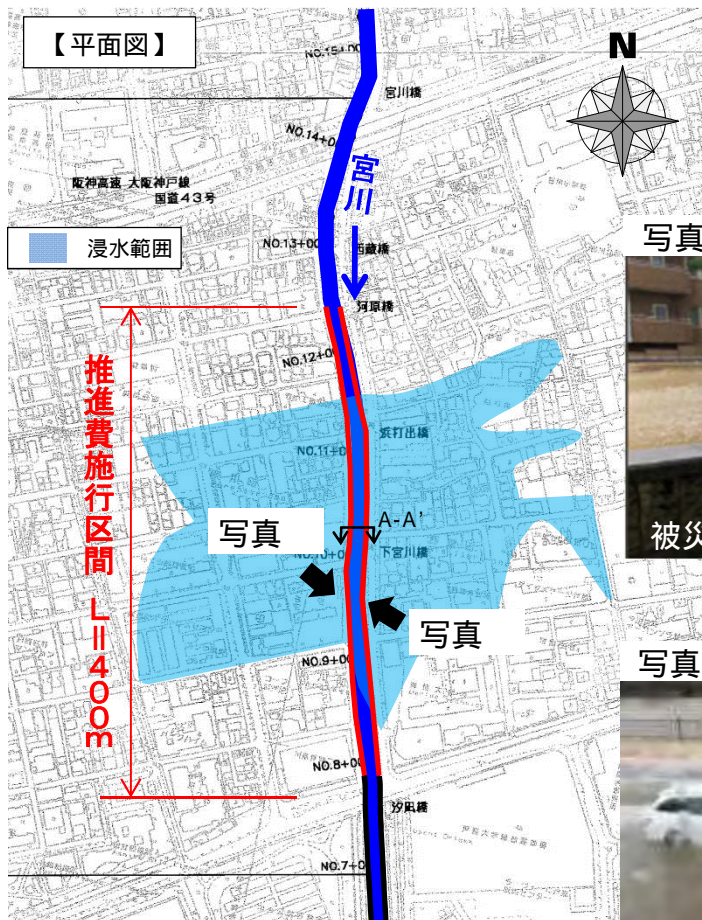 【平面図】
N
NO.15+00
宮川橋
NO.14+00
阪神高速 大阪神戸線
国道43号
宮川
浸水範囲
NO.13+00
西蔵橋
写真
河原橋
NO.12+00
推進費施行区間 L=400m
浜打出橋
NO.11+00
被災
A-A'
写真
NO.10+00
下宮川橋
写真
NO.9+00
写真
NO.8+00
汐凪橋
NO.7+00